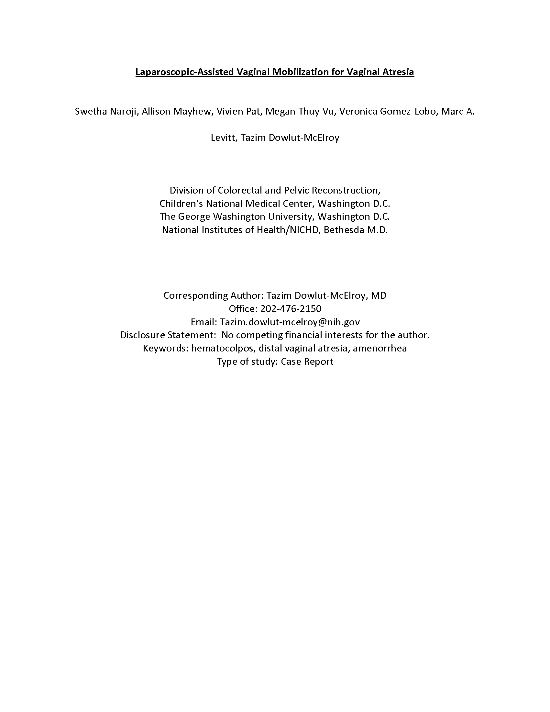 Laparoscopic-Assisted Vaginal Mobilization for Vaginal Atresia
Swetha Naroji, Allison Mayhew, Vivien Pat, Megan Thuy Vu, Veronica Gomez-Lobo, Marc A.
Levitt, Tazim Dowlut-McElroy
Division of Colorectal and Pelvic Reconstruction,
Children's National Medical Center, Washington D.C.
The George Washington University, Washington D.C.
National Institutes of Health/NICHD, Bethesda M.D.
Corresponding Author: Tazim Dowlut-McElroy, MD
Office: 202-476-2150
Email: Tazim.dowlut-mcelroy@nih.gov
Disclosure Statement: No competing financial interests for the author.
Keywords: hematocolpos, distal vaginal atresia, amenorrhea
Type of study: Case Report